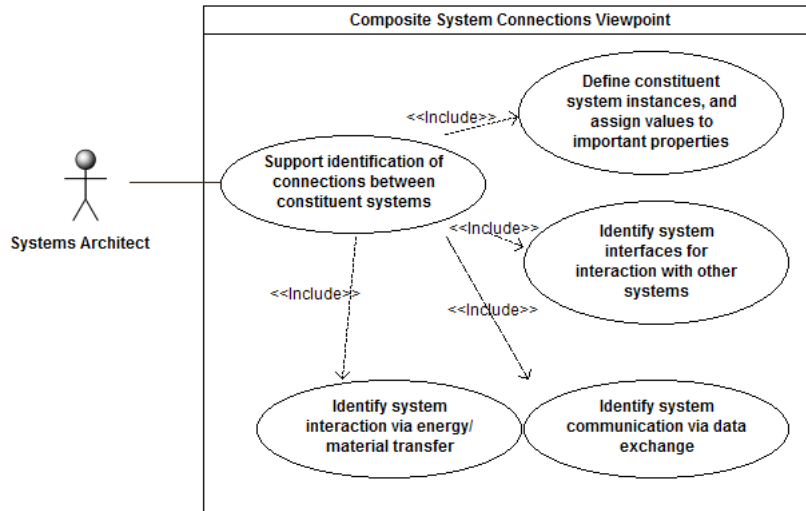 Composite System Connections Viewpoint
Define constituent
system instances, and
assign values to
important properties
<<Include>>
Support identification of
connections between
constituent systems
Systems Architect
<<Include>>
Identify system
interfaces for
interaction with other
systems
<<Include>>
<<Include>>
Identify system
interaction via energy/
material transfer
Identify system
communication via data
exchange